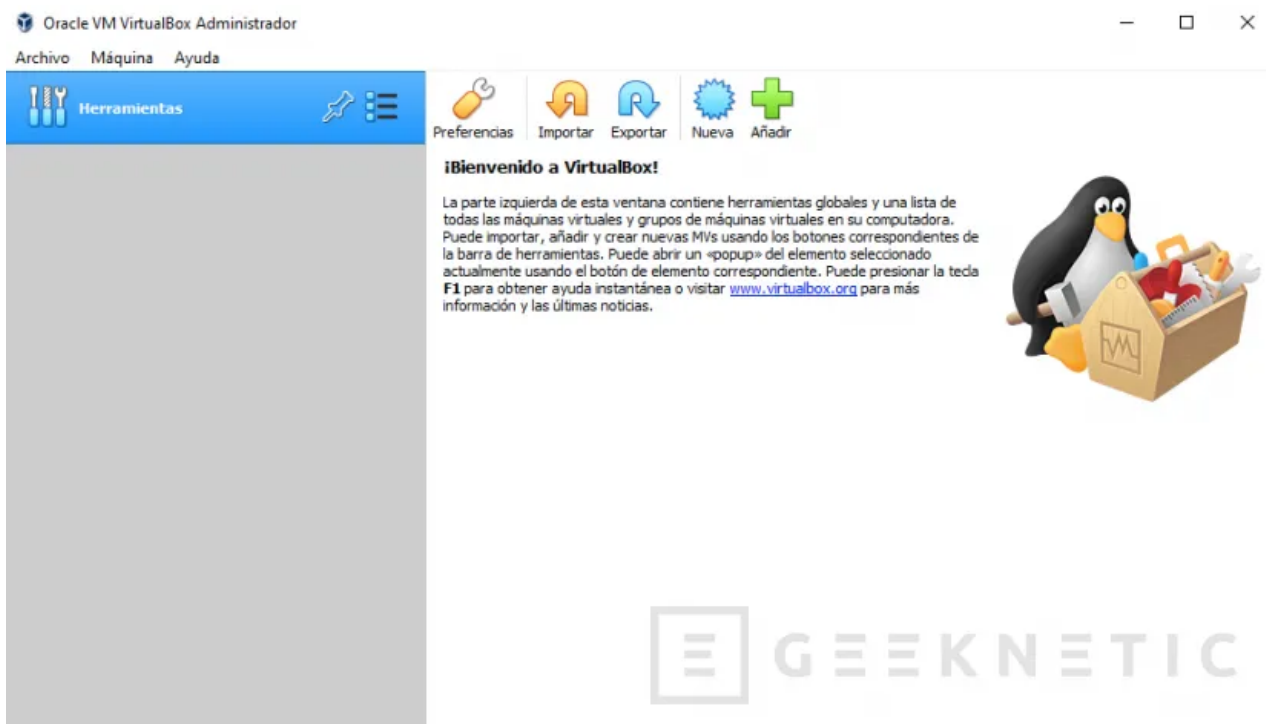 Oracle VM VirtualBox Administrador
Archivo Máquina Ayuda
Herramientas
Preferencias Importar Exportar Nueva Añadir
¡Bienvenido a VirtualBox!
La parte izquierda de esta ventana contiene herramientas globales y una lista de
todas las máquinas virtuales y grupos de máquinas virtuales en su computadora.
Puede importar, añadir y crear nuevas MVs usando los botones correspondientes de
la barra de herramientas. Puede abrir un «popup» del elemento seleccionado
actualmente usando el botón de elemento correspondiente. Puede presionar la tecla
F1 para obtener ayuda instantánea o visitar www.virtualbox.org para más
información y las últimas noticias.
GEEKNETIC